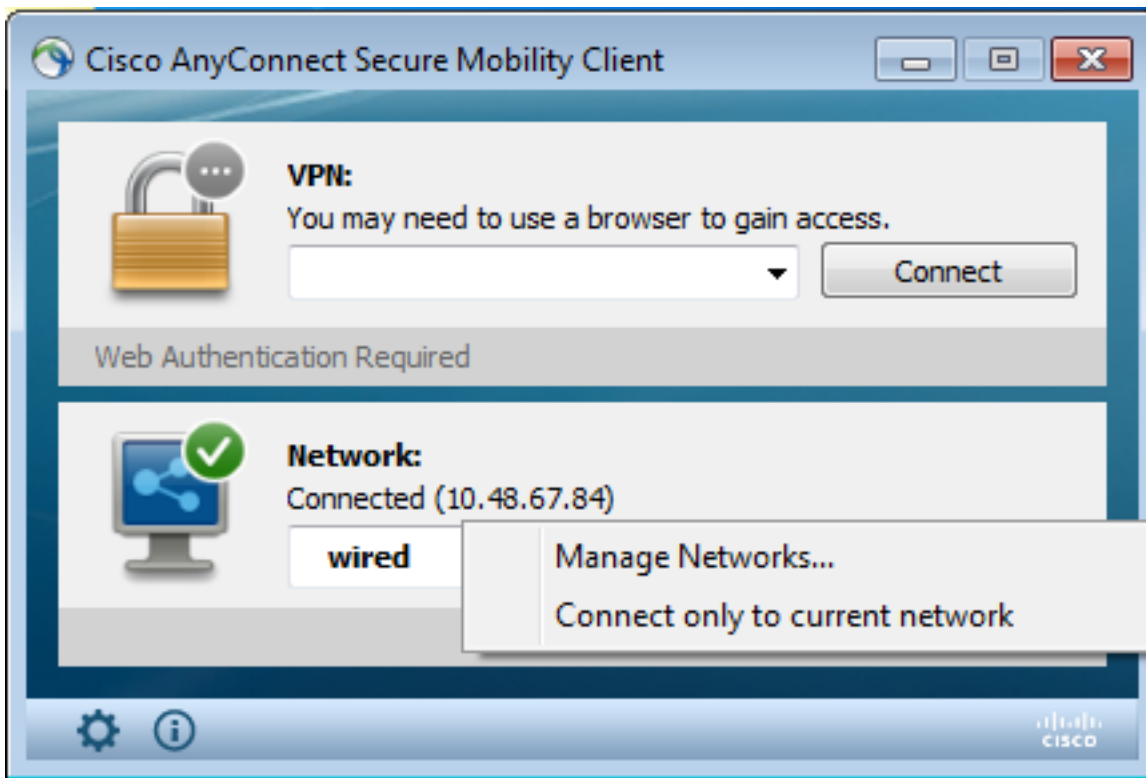 Cisco AnyConnect Secure Mobility Client
VPN:
You may need to use a browser to gain access.
Connect
Web Authentication Required
Network:
Connected (10.48.67.84)
wired
Manage Networks...
Connect only to current network
CISCO